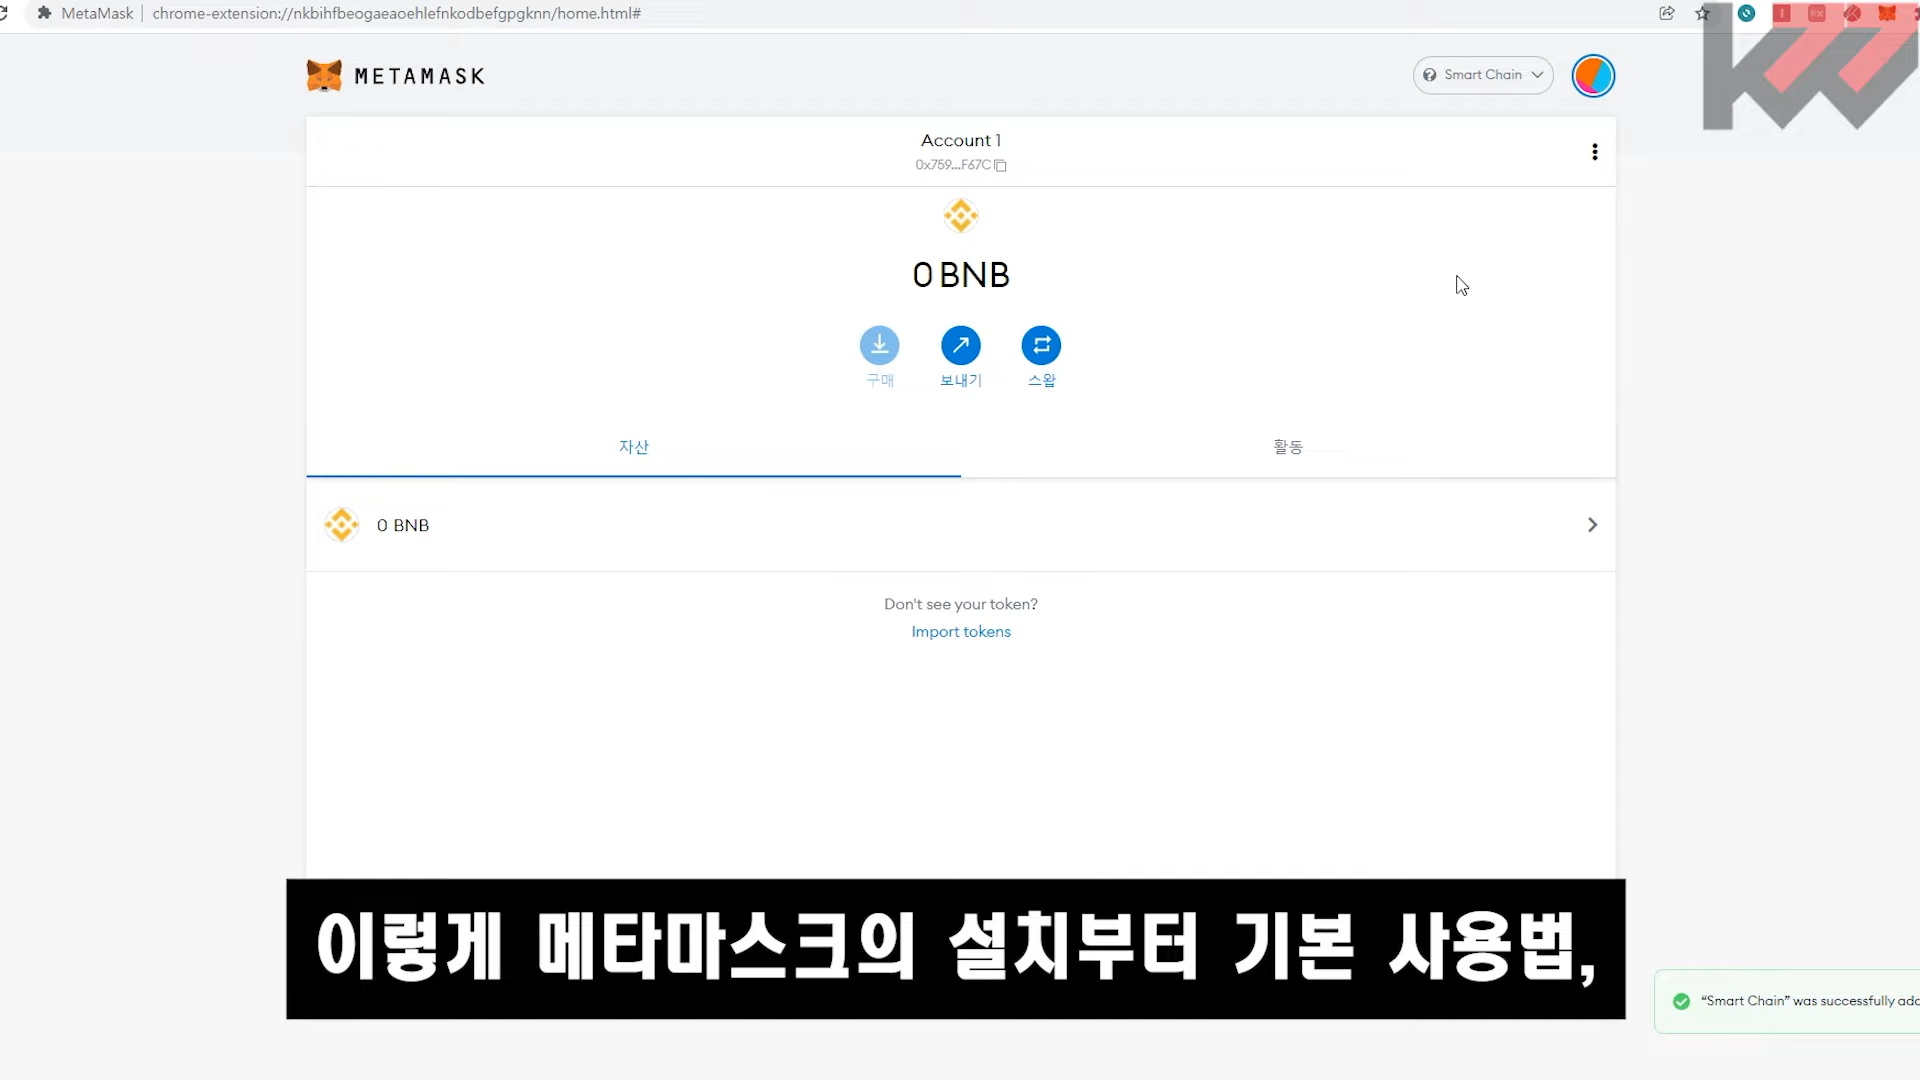 MetaMask | chrome-extension://nkbihfbeogaeaoehlefnkodbefgpgknn/home.html#
METAMASK
Smart Chain
Account 1
0x759...F67C
0 BNB
구매
보내기
스왑
자산
활동
0 BNB
Don't see your token?
Import tokens
이렇게 메타마스크의 설치부터 기본 사용법,
“Smart Chain” was successfully